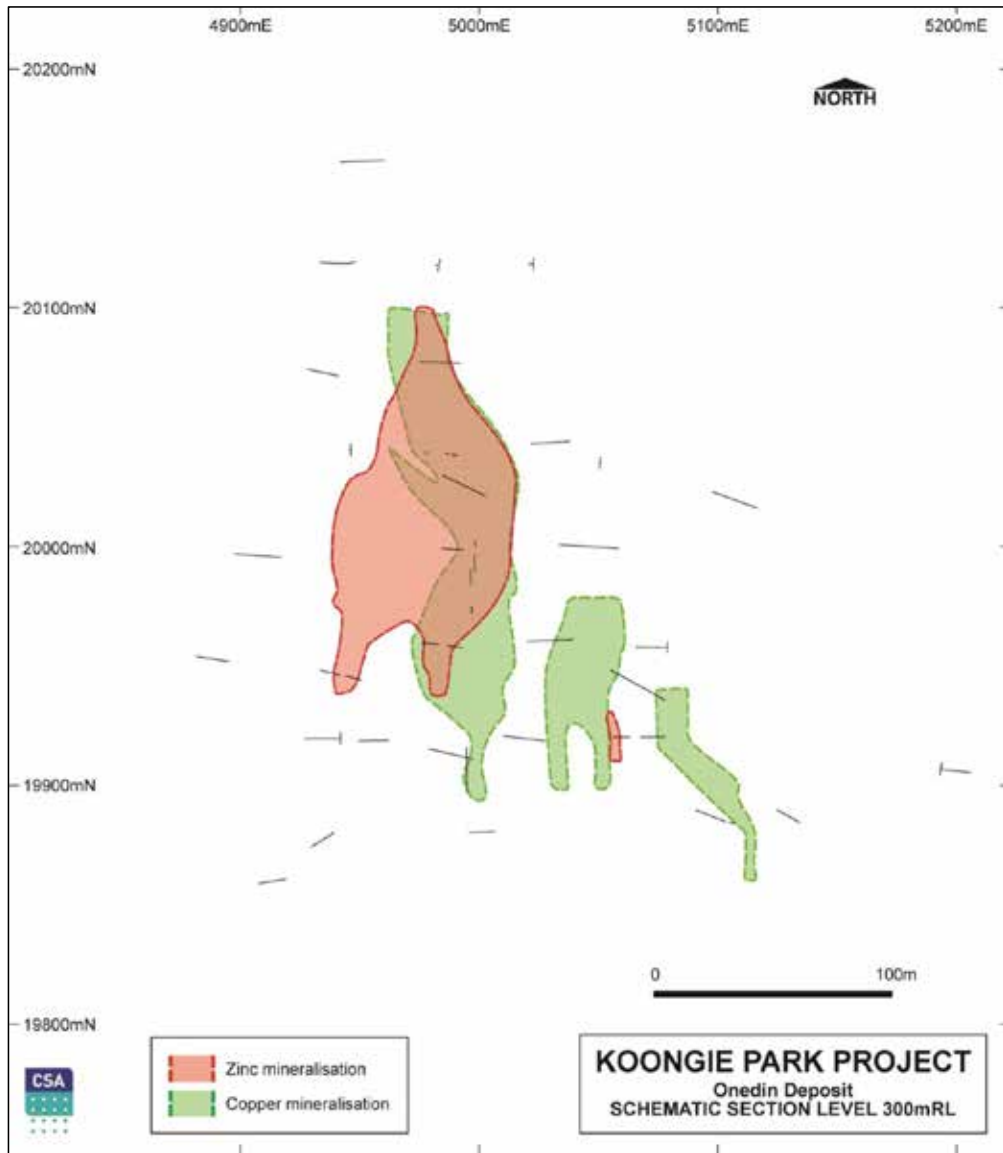 4900mE 5000mE 5100mE 5200mE
20200mN
NORTH
20100mN
20000mN
19900mN
0 100m
19800mN
CSA
Zinc mineralisation
Copper mineralisation
KOONGIE PARK PROJECT
Onedin Deposit
SCHEMATIC SECTION LEVEL 300mRL